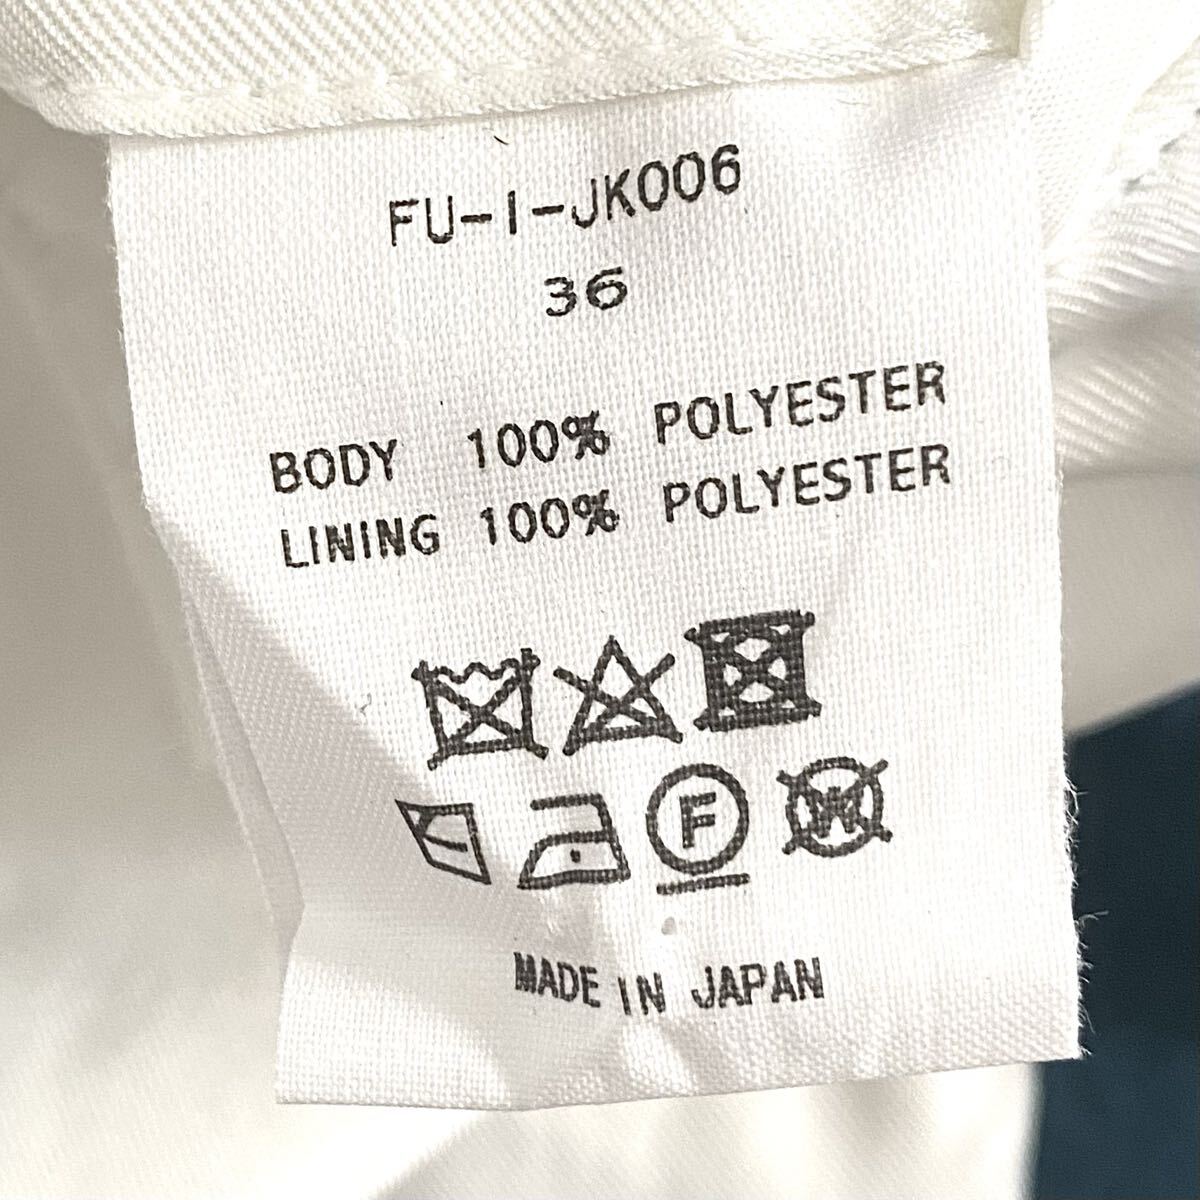 FU-I-JK006
36
BODY 100% POLYESTER
LINING 100% POLYESTER
F W
MADE IN JAPAN